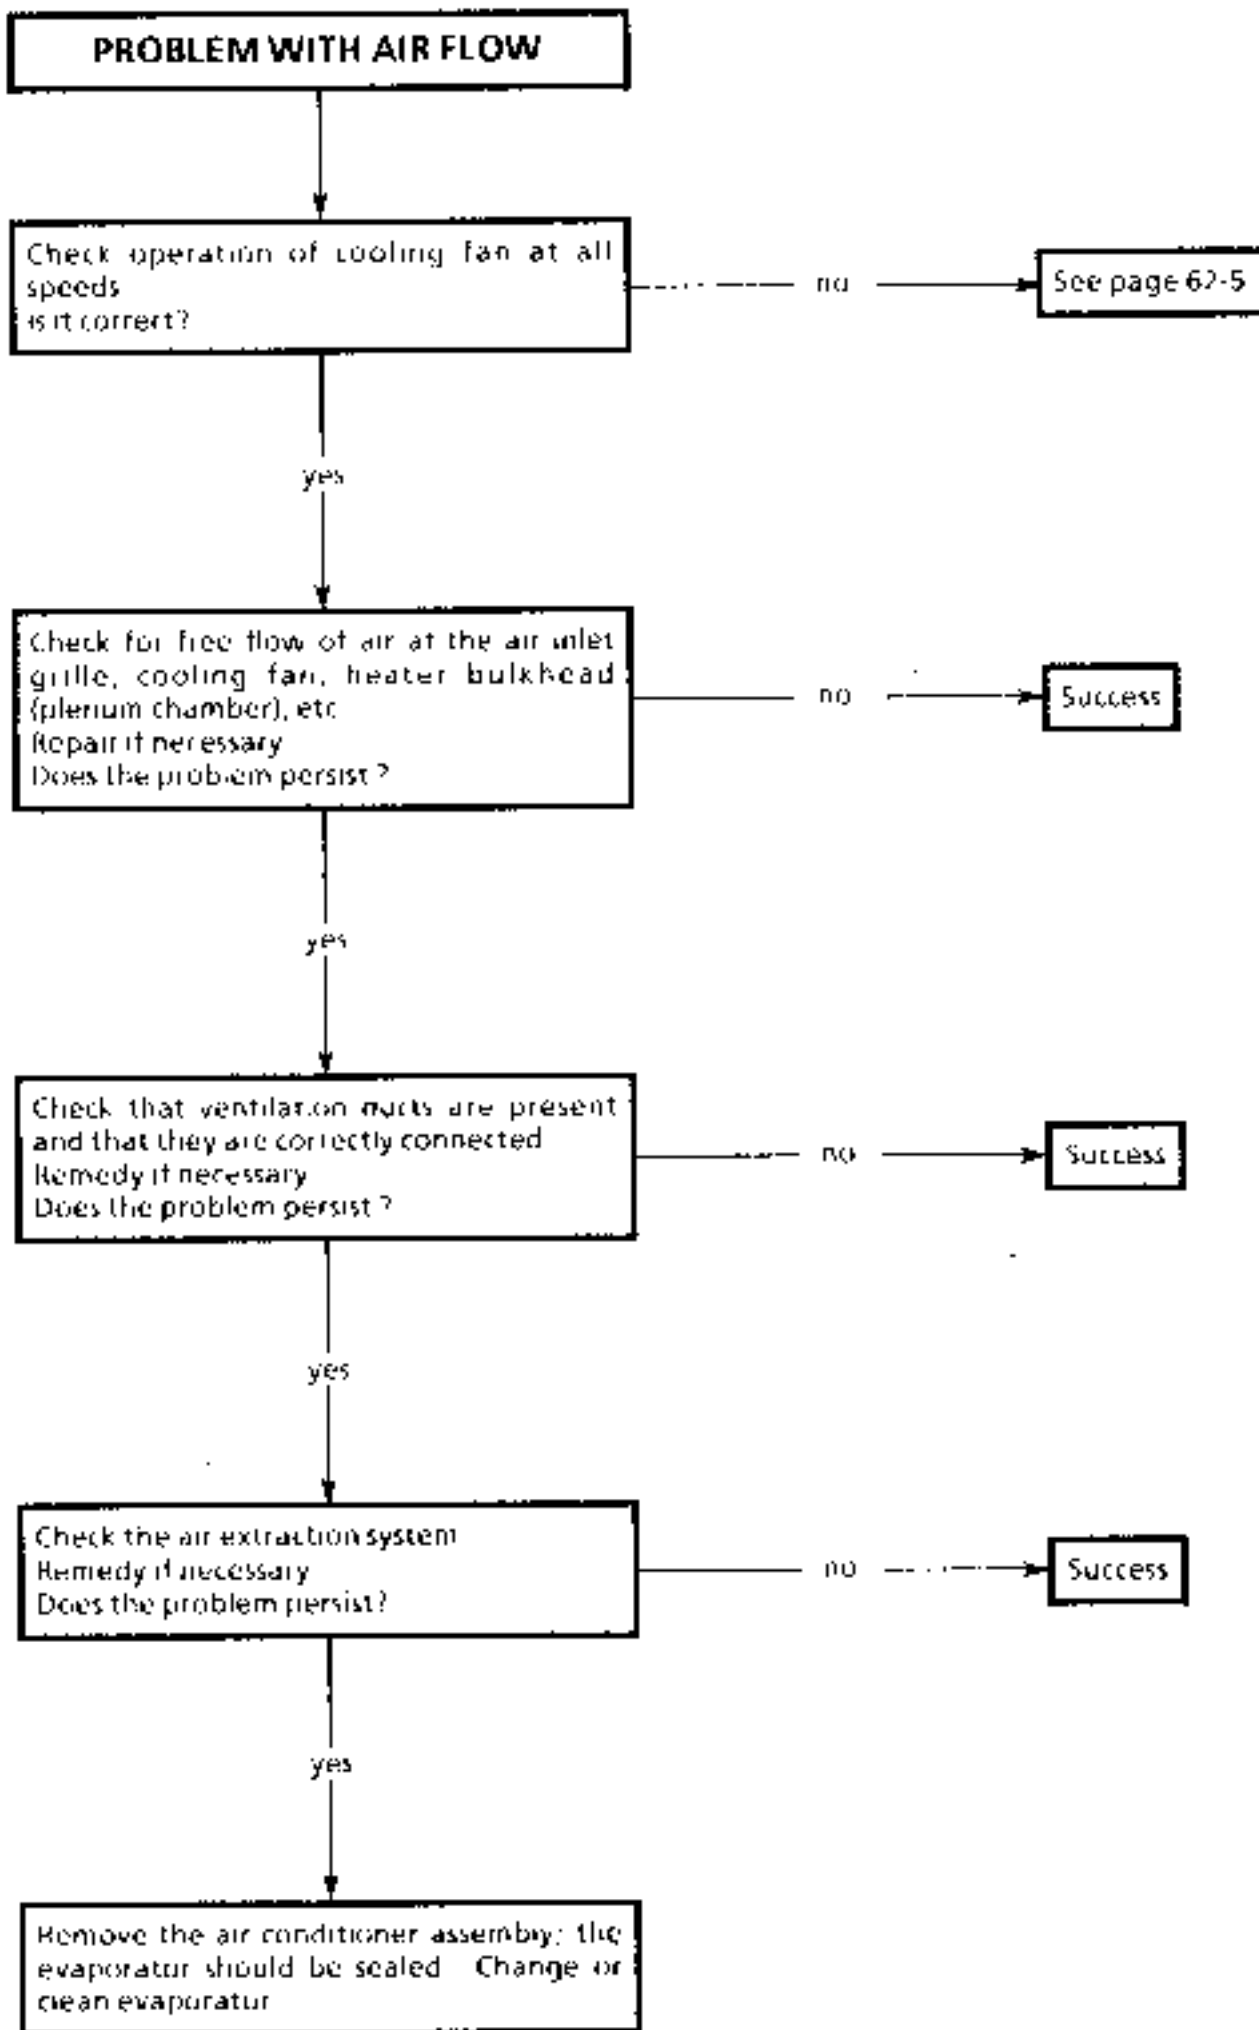 PROBLEM WITH AIR FLOW
Check operation of cooling fan at all
speeds
is it correct?
no
See page 62-5
yes
Check for free flow of air at the air inlet
grille, cooling fan, heater bulkhead
(plenum chamber), etc
Repair if necessary
Does the problem persist?
no
Success
yes
Check that ventilation ducts are present
and that they are correctly connected
Remedy if necessary
Does the problem persist?
no
Success
yes
Check the air extraction system
Remedy if necessary
Does the problem persist?
no
Success
yes
Remove the air conditioner assembly; the
evaporator should be sealed Change or
clean evaporator